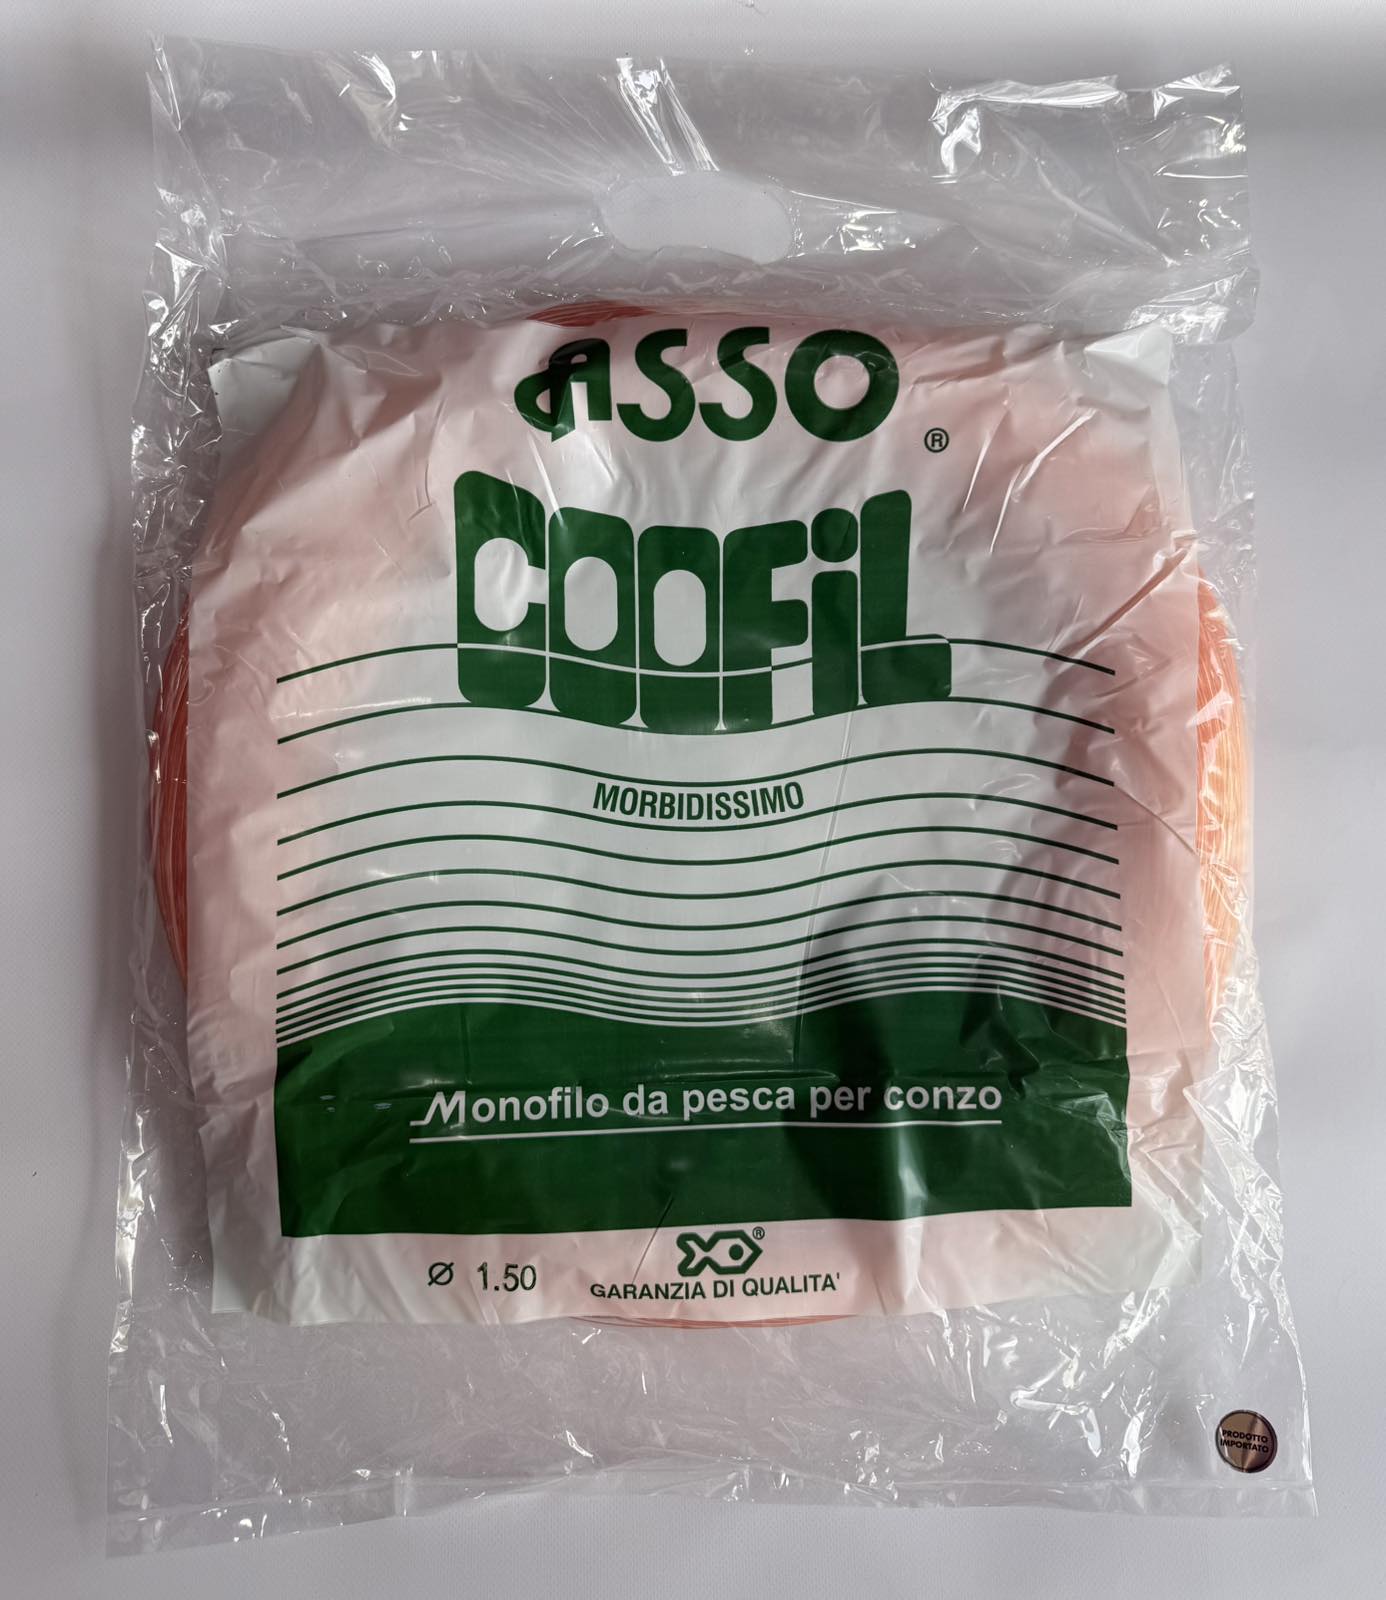 ASSO
®
COOFIL
MORBIDISSIMO
Monofilo da pesca per conzo
®
Ø 1.50
GARANZIA DI QUALITA'
PRODOTTO
IMPORTATO